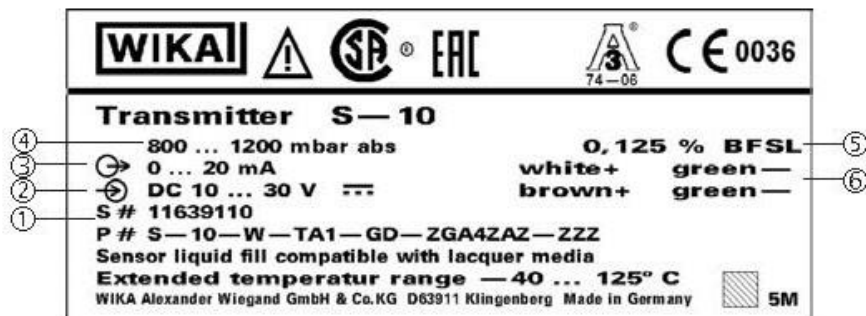 WIKAI SA ® EAC 3 ® 74—06 CE 0036
Transmitter S—10
④ 800 ... 1200 mbar abs 0,125 % BFSL ⑤
③ 0 ... 20 mA white+ green—
② DC 10 ... 30 V brown+ green— ⑥
① S # 11639110
P # S—10—W—TA1—GD—ZGA4ZAZ—ZZZ
Sensor liquid fill compatible with lacquer media
Extended temperatur range —40 ... 125° C
WIKA Alexander Wiegand GmbH & Co.KG D63911 Klingenberg Made in Germany 5M